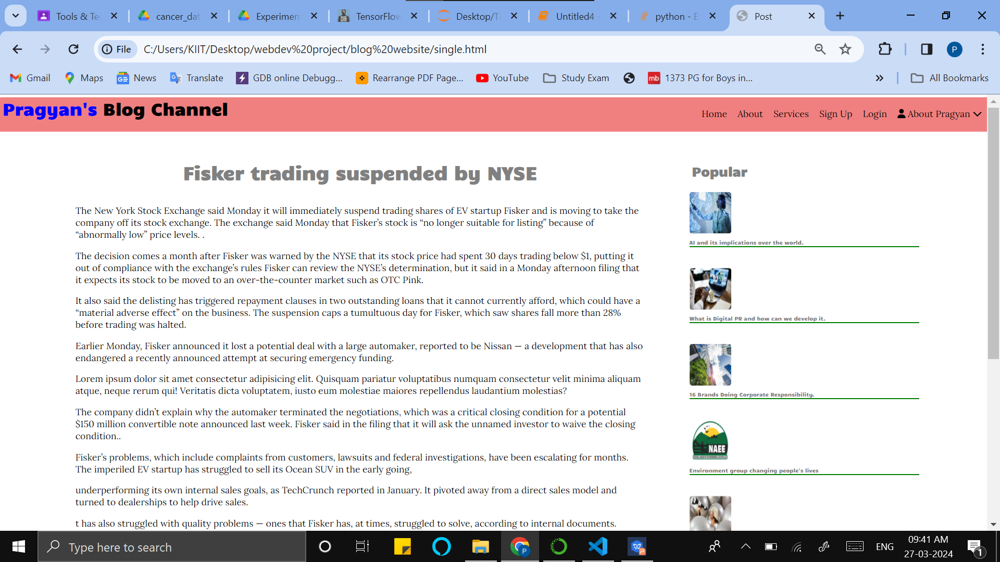 Tools & Te
cancer_dat
Experimen
TensorFlow
Desktop/T
Untitled4 -
python - E
Post
File
C:/Users/KIIT/Desktop/webdev%20project/blog%20website/single.html
P
Gmail
Maps
News
Translate
GDB online Debugg...
Rearrange PDF Page...
YouTube
Study Exam
mb
1373 PG for Boys in...
All Bookmarks
Pragyan's Blog Channel
Home
About
Services
Sign Up
Login
About Pragyan
Fisker trading suspended by NYSE
The New York Stock Exchange said Monday it will immediately suspend trading shares of EV startup Fisker and is moving to take the
company off its stock exchange. The exchange said Monday that Fisker’s stock is “no longer suitable for listing” because of
“abnormally low” price levels. .
The decision comes a month after Fisker was warned by the NYSE that its stock price had spent 30 days trading below $1, putting it
out of compliance with the exchange’s rules Fisker can review the NYSE’s determination, but it said in a Monday afternoon filing that
it expects its stock to be moved to an over-the-counter market such as OTC Pink.
It also said the delisting has triggered repayment clauses in two outstanding loans that it cannot currently afford, which could have a
“material adverse effect” on the business. The suspension caps a tumultuous day for Fisker, which saw shares fall more than 28%
before trading was halted.
Earlier Monday, Fisker announced it lost a potential deal with a large automaker, reported to be Nissan — a development that has also
endangered a recently announced attempt at securing emergency funding.
Lorem ipsum dolor sit amet consectetur adipisicing elit. Quisquam pariatur voluptatibus numquam consectetur velit minima aliquam
atque, neque rerum qui! Veritatis dicta voluptatem, iusto eum molestiae maiores repellendus laudantium molestias?
The company didn’t explain why the automaker terminated the negotiations, which was a critical closing condition for a potential
$150 million convertible note announced last week. Fisker said in the filing that it will ask the unnamed investor to waive the closing
condition..
Fisker’s problems, which include complaints from customers, lawsuits and federal investigations, have been escalating for months.
The imperiled EV startup has struggled to sell its Ocean SUV in the early going,
underperforming its own internal sales goals, as TechCrunch reported in January. It pivoted away from a direct sales model and
turned to dealerships to help drive sales.
t has also struggled with quality problems — ones that Fisker has, at times, struggled to solve, according to internal documents.
Popular
AI and its implications over the world.
What is Digital PR and how can we develop it.
16 Brands Doing Corporate Responsibility.
NAEE
Environment group changing people's lives
Type here to search
P
ENG
09:41 AM
27-03-2024
1